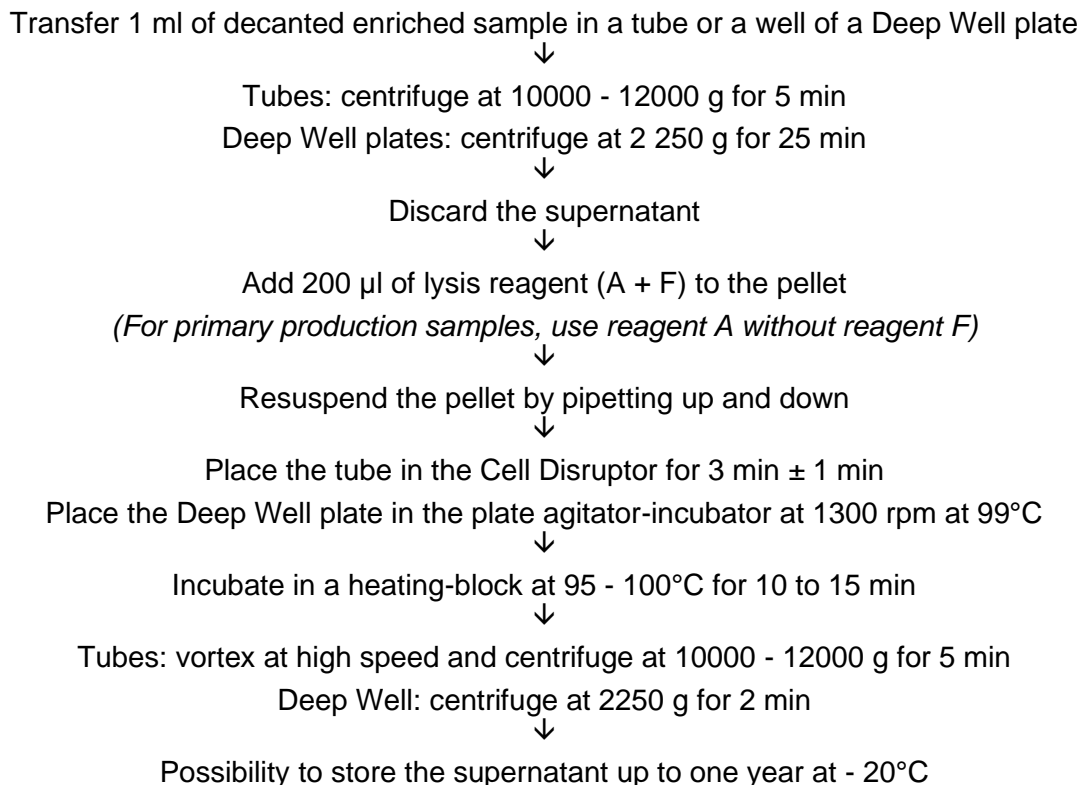 Transfer 1 ml of decanted enriched sample in a tube or a well of a Deep Well plate
↓
Tubes: centrifuge at 10000 - 12000 g for 5 min
Deep Well plates: centrifuge at 2 250 g for 25 min
↓
Discard the supernatant
↓
Add 200 µl of lysis reagent (A + F) to the pellet
(For primary production samples, use reagent A without reagent F)
↓
Resuspend the pellet by pipetting up and down
↓
Place the tube in the Cell Disruptor for 3 min ± 1 min
Place the Deep Well plate in the plate agitator-incubator at 1300 rpm at 99°C
↓
Incubate in a heating-block at 95 - 100°C for 10 to 15 min
↓
Tubes: vortex at high speed and centrifuge at 10000 - 12000 g for 5 min
Deep Well: centrifuge at 2250 g for 2 min
↓
Possibility to store the supernatant up to one year at - 20°C